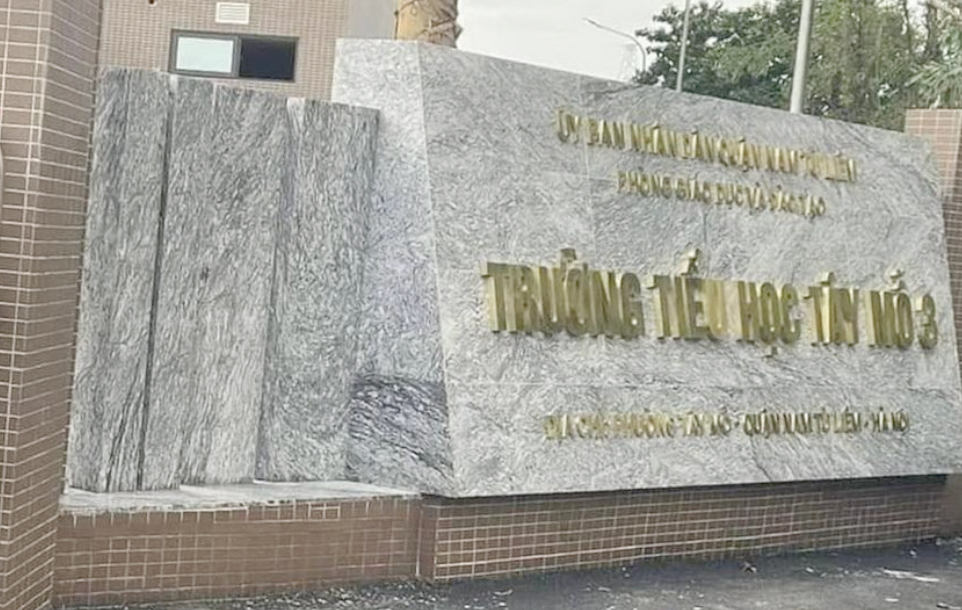 ỦY BAN NHÂN DÂN QUẬN NAM TỪ LIÊM
PHÒNG GIÁO DỤC VÀ ĐÀO TẠO
TRƯỜNG TIỂU HỌC TÂY MỖ 3
ĐỊA CHỈ: PHƯỜNG TÂY MỖ - QUẬN NAM TỪ LIÊM - HÀ NỘI